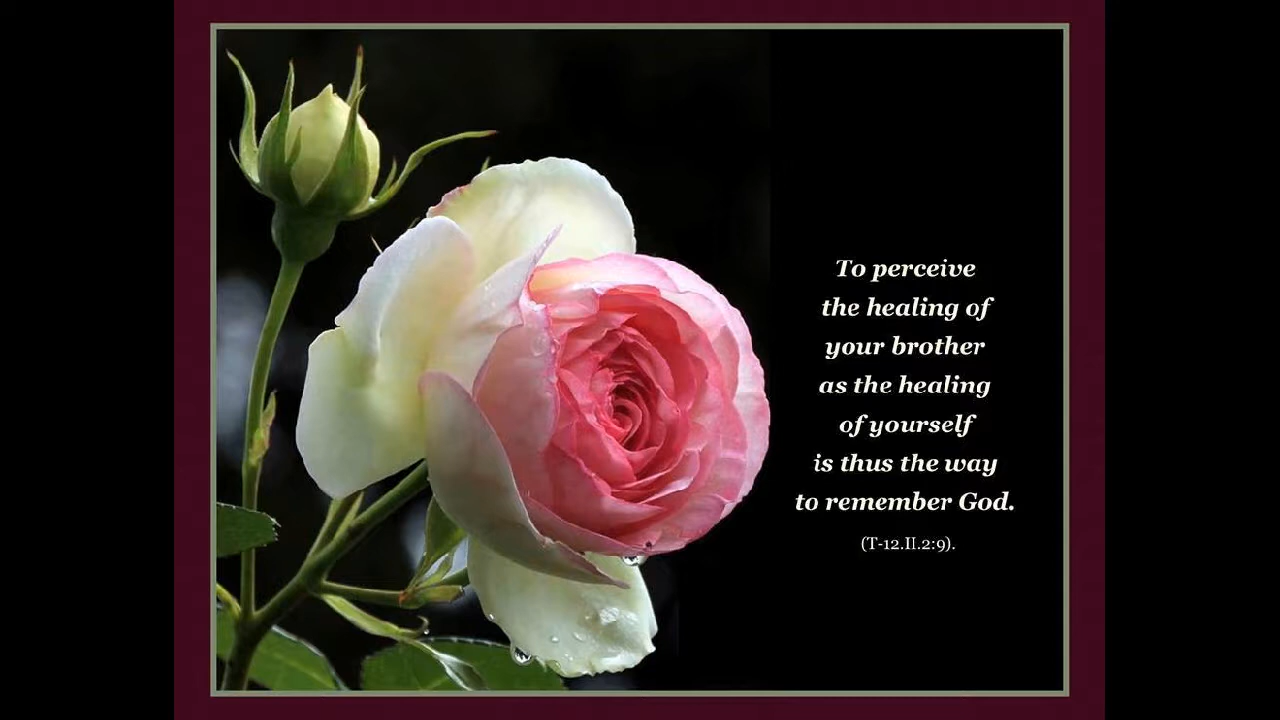 To perceive
the healing of
your brother
as the healing
of yourself
is thus the way
to remember God.
(T-12.II.2:9).